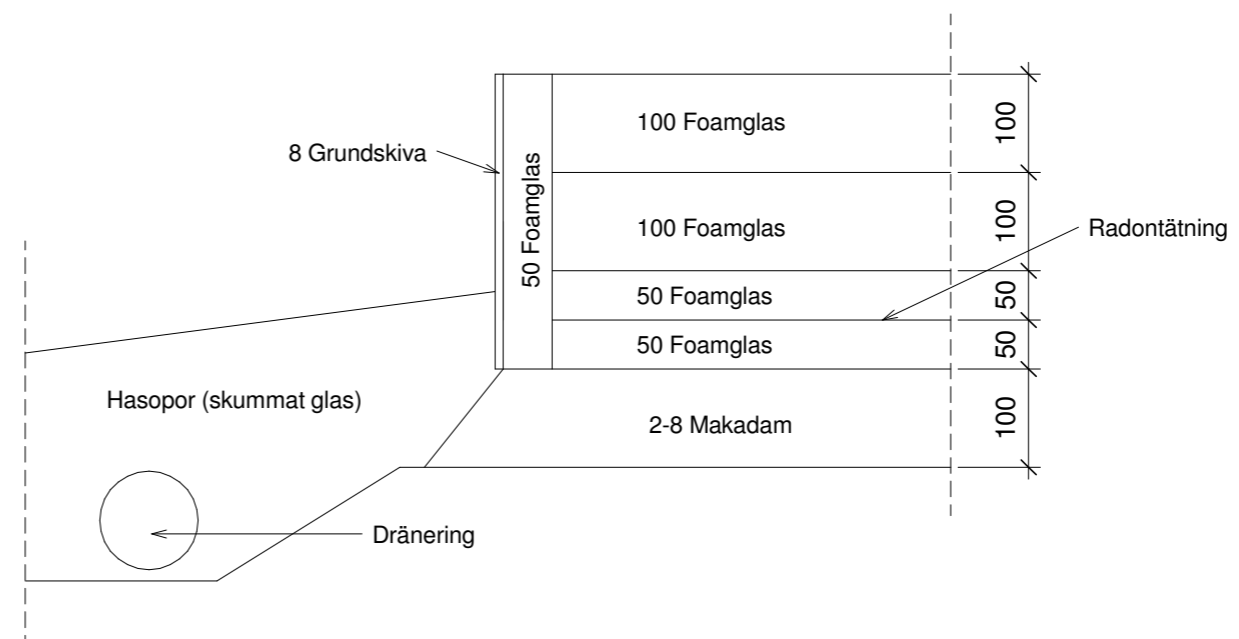 100 Foamglas
100
8 Grundskiva
50 Foamglas
100 Foamglas
100
Radontätning
50 Foamglas
50
50 Foamglas
50
Hasopor (skummat glas)
2-8 Makadam
100
Dränering